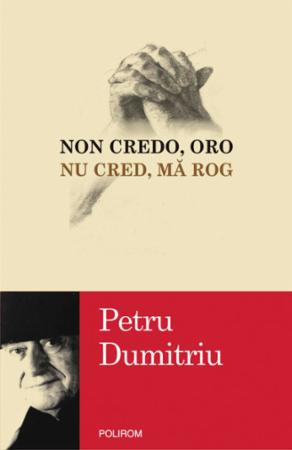 NON CREDO, ORO
NU CRED, MĂ ROG
Petru
Dumitriu
POLIROM